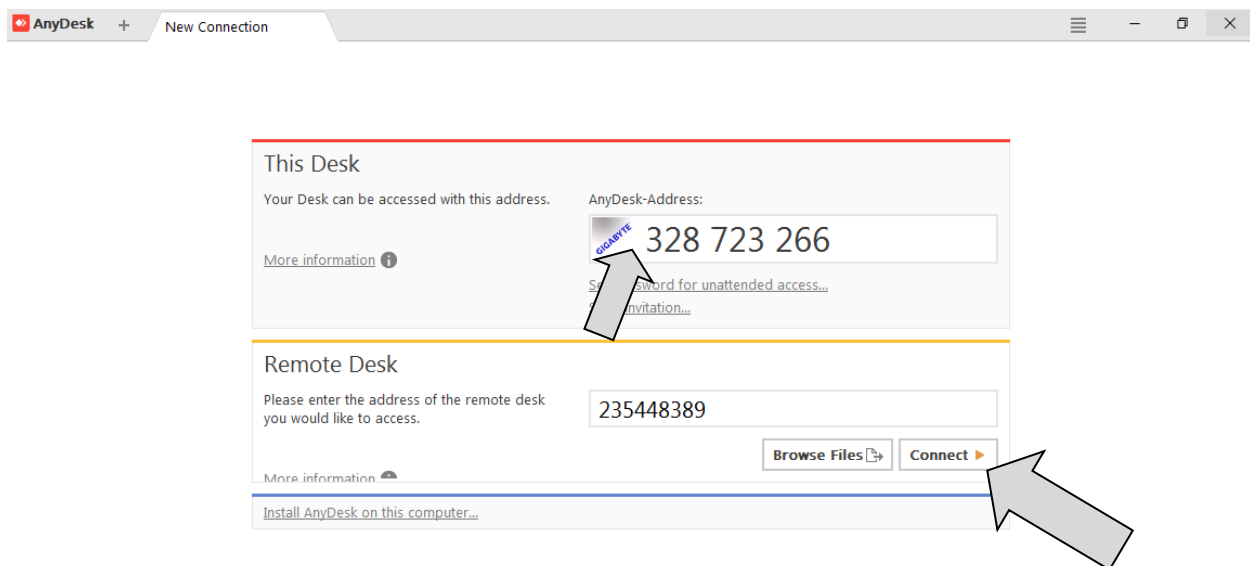 AnyDesk + New Connection
This Desk
Your Desk can be accessed with this address.
AnyDesk-Address:
GIGABYTE 328 723 266
More information
for unattended access...
Remote Desk
Please enter the address of the remote desk
you would like to access.
235448389
Browse Files
Connect
More information
Install AnyDesk on this computer...